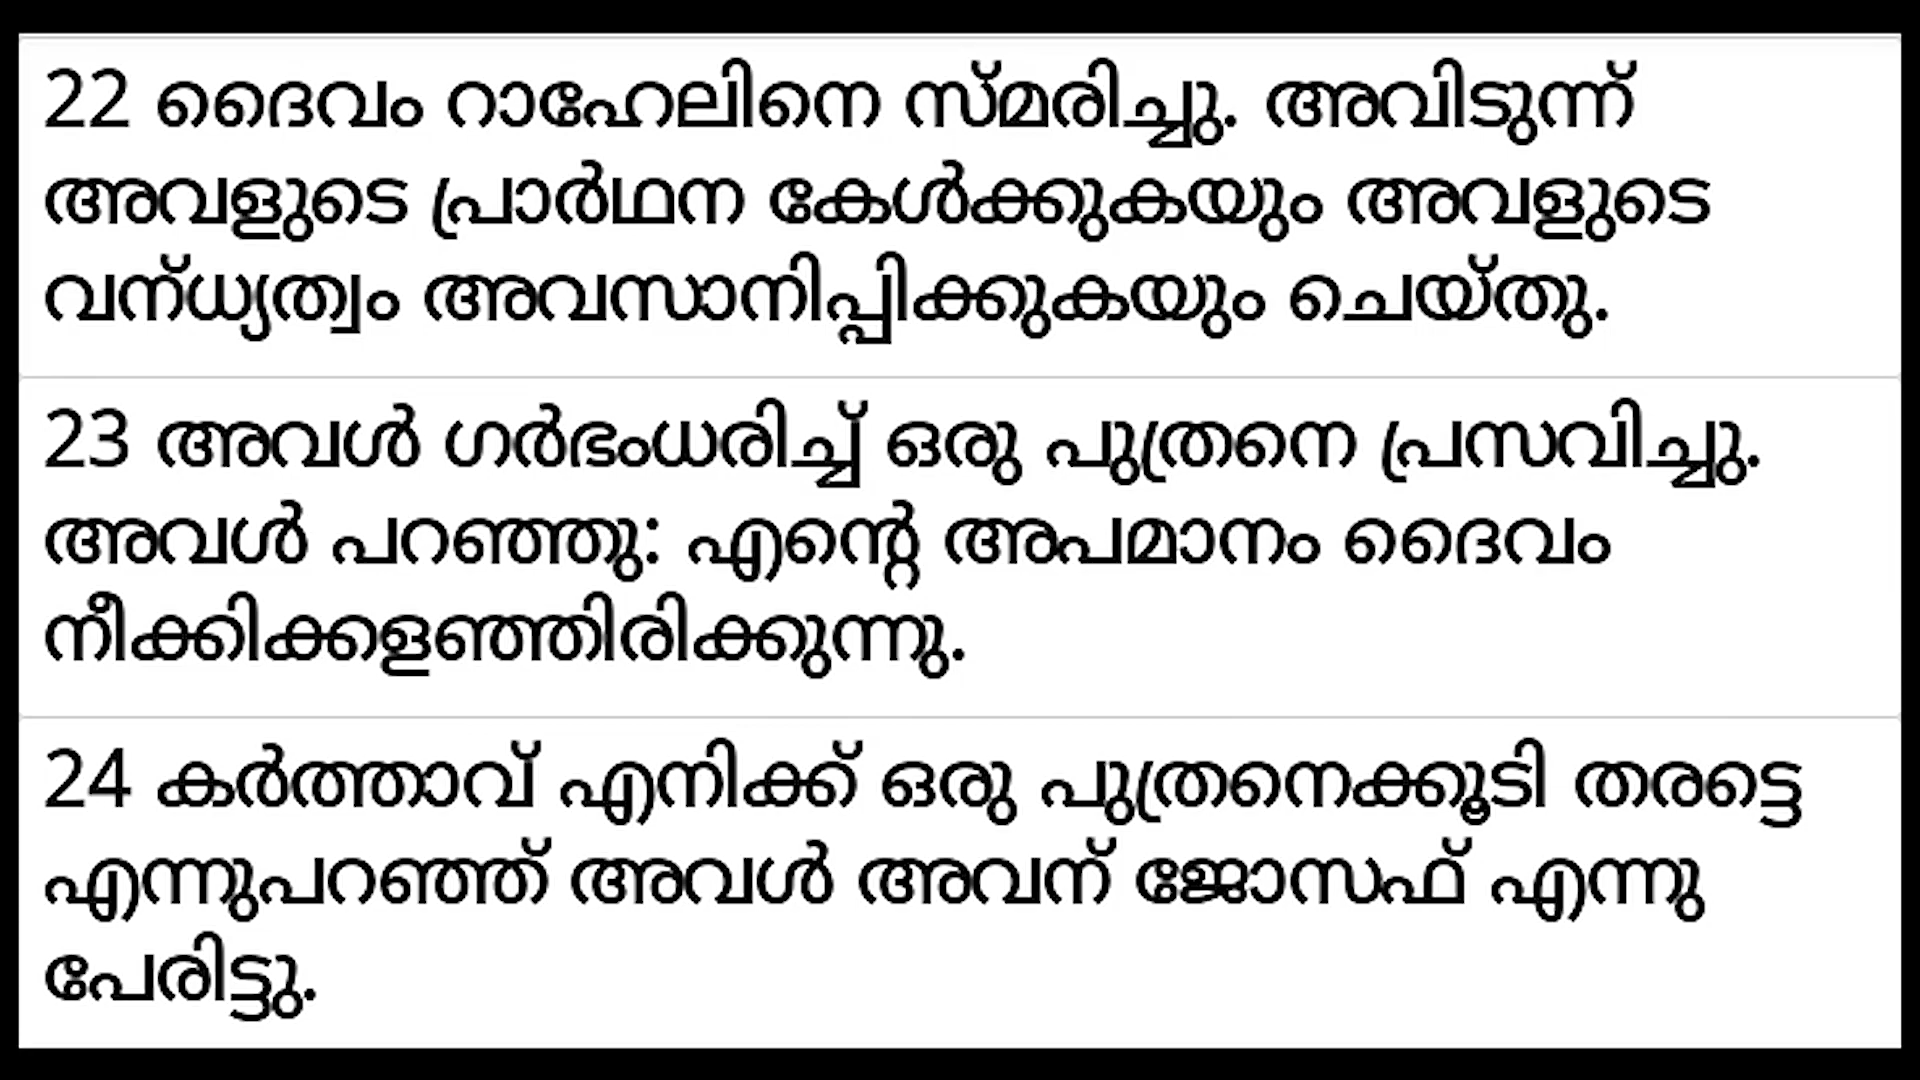 22 ദൈവം റാഹേലിനെ സ്മരിച്ചു. അവിടുന്ന്
അവളുടെ പ്രാർഥന കേൾക്കുകയും അവളുടെ
വന്ധ്യത്വം അവസാനിപ്പിക്കുകയും ചെയ്തു.
23 അവൾ ഗർഭംധരിച്ച് ഒരു പുത്രനെ പ്രസവിച്ചു.
അവൾ പറഞ്ഞു: എന്റെ അപമാനം ദൈവം
നീക്കിക്കളഞ്ഞിരിക്കുന്നു.
24 കർത്താവ് എനിക്ക് ഒരു പുത്രനെക്കൂടി തരട്ടെ
എന്നുപറഞ്ഞ് അവൾ അവന് ജോസഫ് എന്നു
പേരിട്ടു.